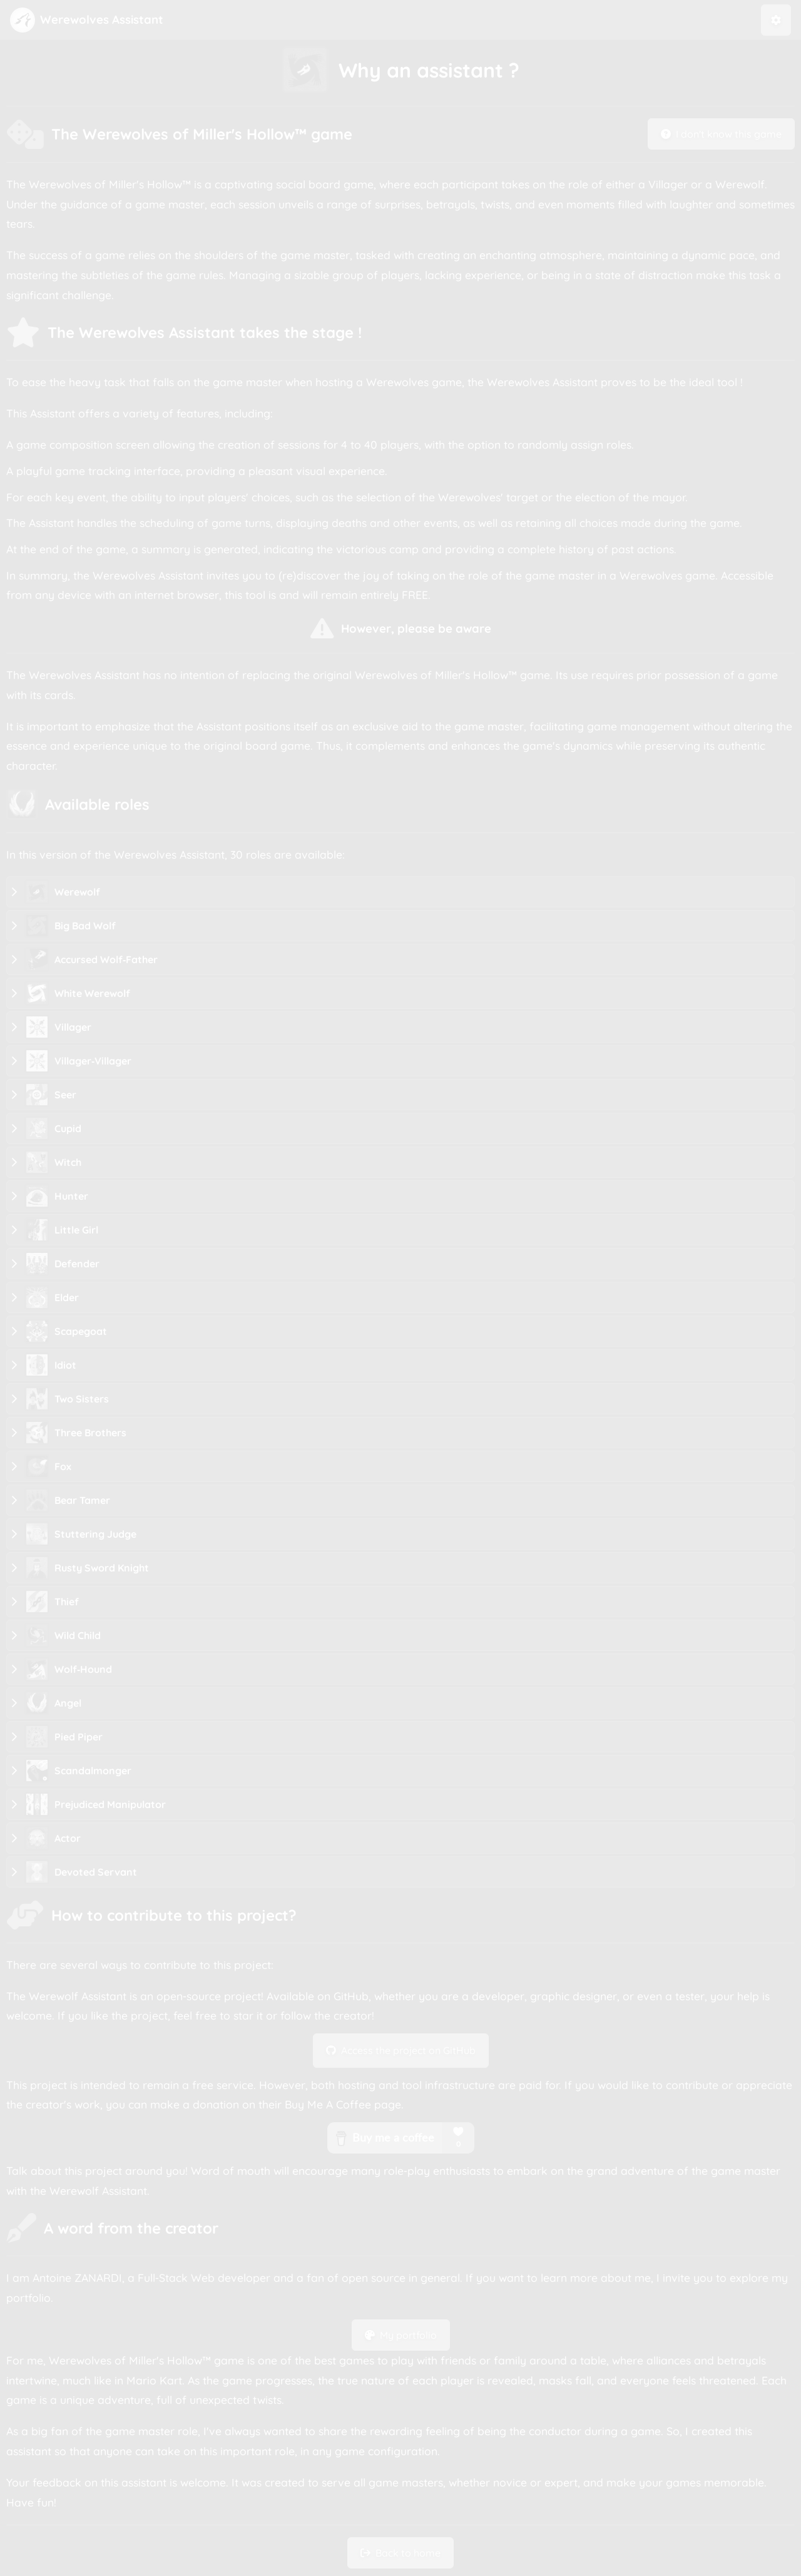 Werewolves Assistant
Why an assistant ?
The Werewolves of Miller's Hollow™ game
I don't know this game
The Werewolves of Miller's Hollow™ is a captivating social board game, where each participant takes on the role of either a Villager or a Werewolf.
Under the guidance of a game master, each session unveils a range of surprises, betrayals, twists, and even moments filled with laughter and sometimes
tears.
The success of a game relies on the shoulders of the game master, tasked with creating an enchanting atmosphere, maintaining a dynamic pace, and
mastering the subtleties of the game rules. Managing a sizable group of players, lacking experience, or being in a state of distraction make this task a
significant challenge.
The Werewolves Assistant takes the stage !
To ease the heavy task that falls on the game master when hosting a Werewolves game, the Werewolves Assistant proves to be the ideal tool !
This Assistant offers a variety of features, including:
A game composition screen allowing the creation of sessions for 4 to 40 players, with the option to randomly assign roles.
A playful game tracking interface, providing a pleasant visual experience.
For each key event, the ability to input players' choices, such as the selection of the Werewolves' target or the election of the mayor.
The Assistant handles the scheduling of game turns, displaying deaths and other events, as well as retaining all choices made during the game.
At the end of the game, a summary is generated, indicating the victorious camp and providing a complete history of past actions.
In summary, the Werewolves Assistant invites you to (re)discover the joy of taking on the role of the game master in a Werewolves game. Accessible
from any device with an internet browser, this tool is and will remain entirely FREE.
However, please be aware
The Werewolves Assistant has no intention of replacing the original Werewolves of Miller's Hollow™ game. Its use requires prior possession of a game
with its cards.
It is important to emphasize that the Assistant positions itself as an exclusive aid to the game master, facilitating game management without altering the
essence and experience unique to the original board game. Thus, it complements and enhances the game's dynamics while preserving its authentic
character.
Available roles
In this version of the Werewolves Assistant, 30 roles are available:
Werewolf
Big Bad Wolf
Accursed Wolf-Father
White Werewolf
Villager
Villager-Villager
Seer
Cupid
Witch
Hunter
Little Girl
Defender
Elder
Scapegoat
Idiot
Two Sisters
Three Brothers
Fox
Bear Tamer
Stuttering Judge
Rusty Sword Knight
Thief
Wild Child
Wolf-Hound
Angel
Pied Piper
Scandalmonger
Prejudiced Manipulator
Actor
Devoted Servant
How to contribute to this project?
There are several ways to contribute to this project:
The Werewolf Assistant is an open-source project! Available on GitHub, whether you are a developer, graphic designer, or even a tester, your help is
welcome. If you like the project, feel free to star it or follow the creator!
Access the project on GitHub
This project is intended to remain a free service. However, both hosting and tool infrastructure are paid for. If you would like to contribute or appreciate
the creator's work, you can make a donation on their Buy Me A Coffee page.
Buy me a coffee
Talk about this project around you! Word of mouth will encourage many role-play enthusiasts to embark on the grand adventure of the game master
with the Werewolf Assistant.
A word from the creator
I am Antoine ZANARDI, a Full-Stack Web developer and a fan of open source in general. If you want to learn more about me, I invite you to explore my
portfolio.
For me, Werewolves of Miller's Hollow™ game is one of the best games to play with friends or family around a table, where alliances and betrayals
intertwine, much like in Mario Kart. As the game progresses, the true nature of each player is revealed, masks fall, and everyone feels threatened. Each
game is a unique adventure, full of unexpected twists.
As a big fan of the game master role, I've always wanted to share the rewarding feeling of being the conductor during a game. So, I created this
assistant so that anyone can take on this important role, in any game configuration.
Your feedback on this assistant is welcome. It was created to serve all game masters, whether novice or expert, and make your games memorable.
Have fun!